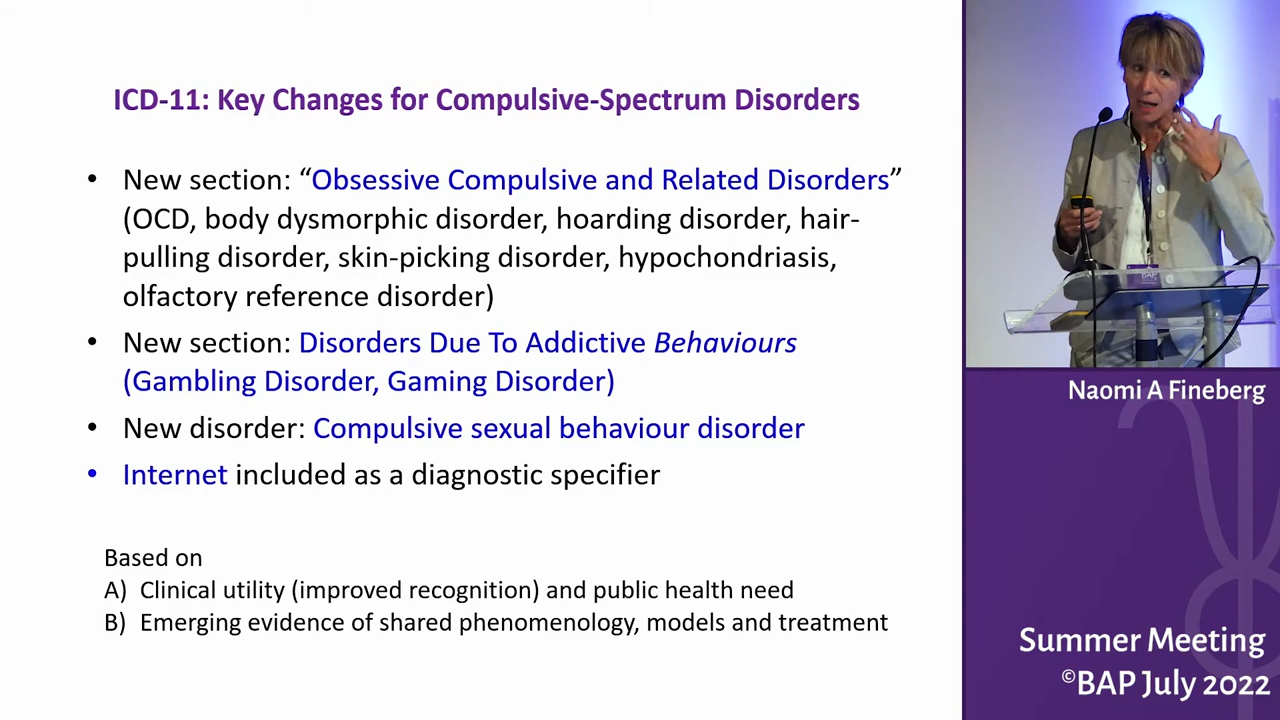 ICD-11: Key Changes for Compulsive-Spectrum Disorders
• New section: “Obsessive Compulsive and Related Disorders”
(OCD, body dysmorphic disorder, hoarding disorder, hair-
pulling disorder, skin-picking disorder, hypochondriasis,
olfactory reference disorder)
• New section: Disorders Due To Addictive Behaviours
(Gambling Disorder, Gaming Disorder)
• New disorder: Compulsive sexual behaviour disorder
• Internet included as a diagnostic specifier
Based on
A) Clinical utility (improved recognition) and public health need
B) Emerging evidence of shared phenomenology, models and treatment
BAP
Naomi A Fineberg
Summer Meeting
©BAP July 2022